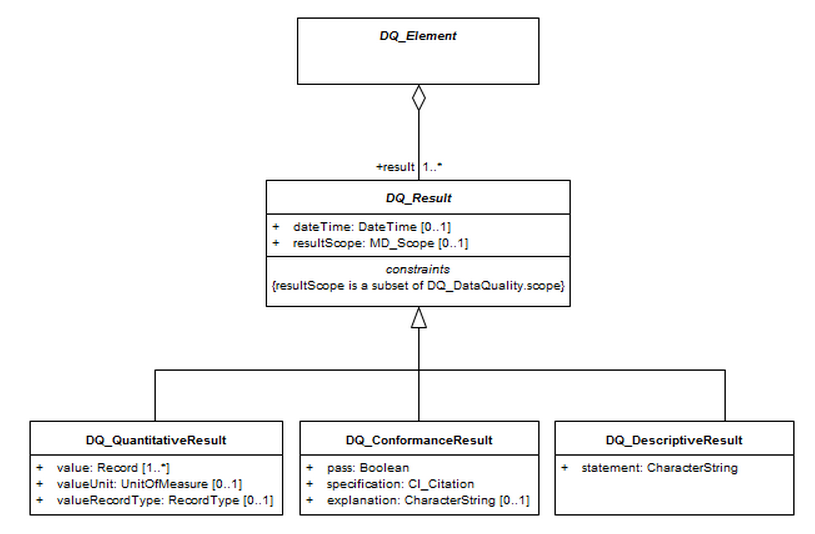 DQ_Element
+result 1..*
DQ_Result
+ dateTime: DateTime [0..1]
+ resultScope: MD_Scope [0..1]
constraints
{resultScope is a subset of DQ_DataQuality.scope}
DQ_QuantitativeResult
+ value: Record [1..*]
+ valueUnit: UnitOfMeasure [0..1]
+ valueRecordType: RecordType [0..1]
DQ_ConformanceResult
+ pass: Boolean
+ specification: CI_Citation
+ explanation: CharacterString [0..1]
DQ_DescriptiveResult
+ statement: CharacterString